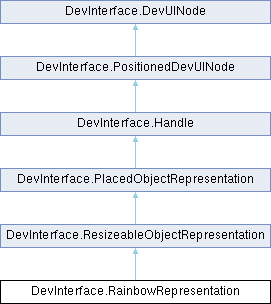 DevInterface.DevUINode
DevInterface.PositionedDevUINode
DevInterface.Handle
DevInterface.PlacedObjectRepresentation
DevInterface.ResizeableObjectRepresentation
DevInterface.RainbowRepresentation